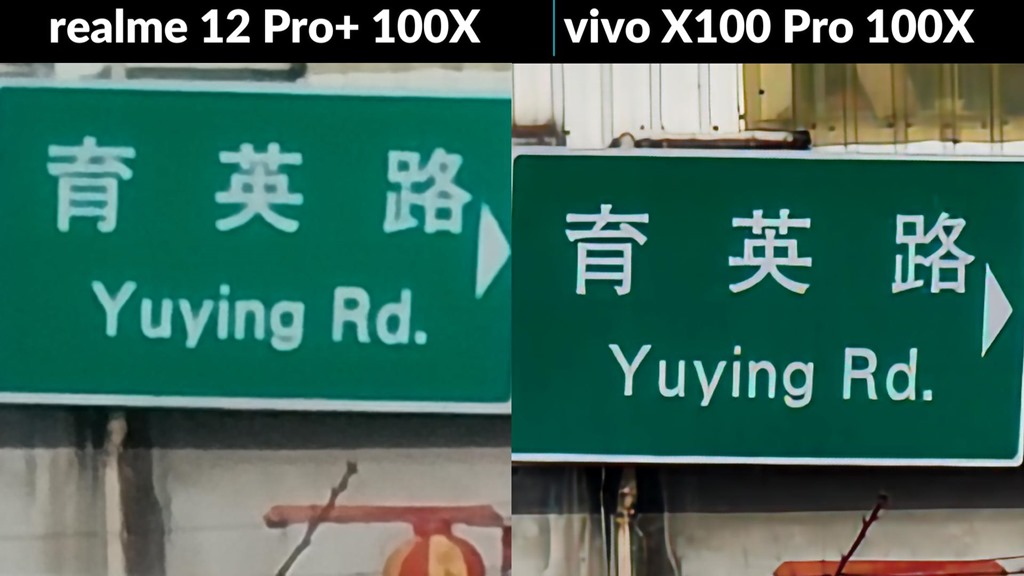 realme 12 Pro+ 100X
育英路
Yuying Rd.
vivo X100 Pro 100X
育英路
Yuying Rd.